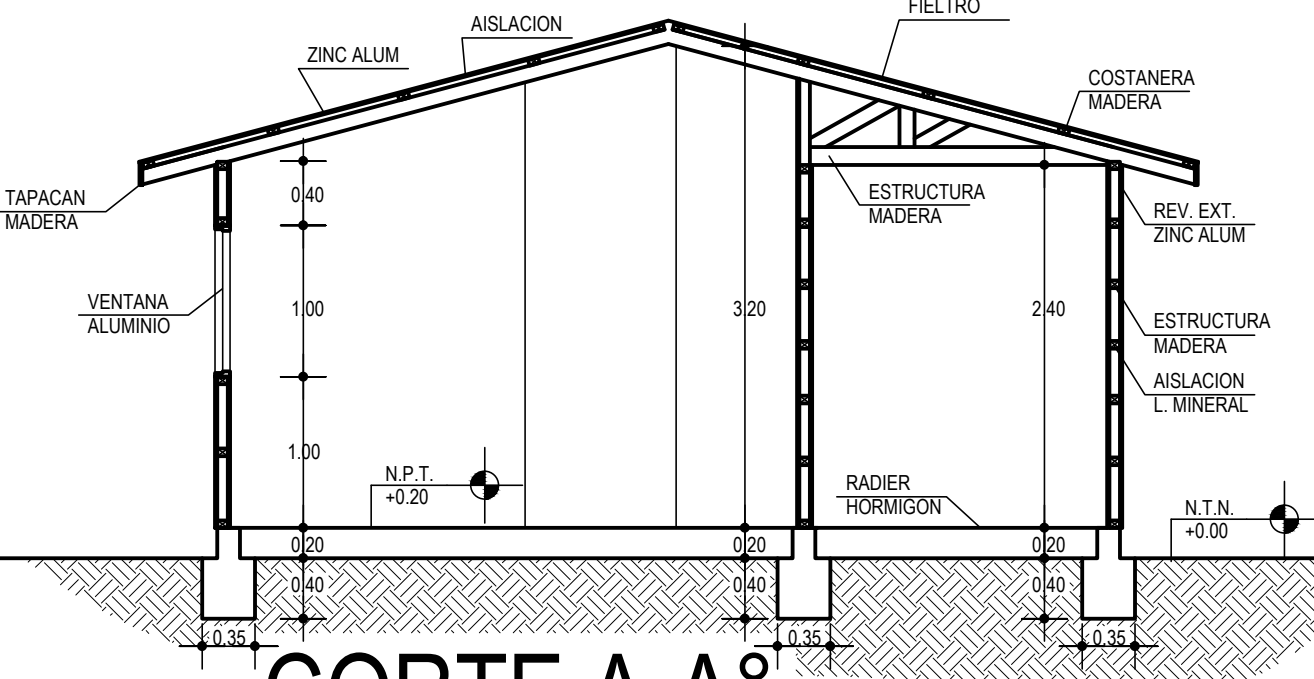 FIELTRO
AISLACION
ZINC ALUM
COSTANERA
MADERA
TAPACAN
MADERA
0.40
ESTRUCTURA
MADERA
REV. EXT.
ZINC ALUM
VENTANA
ALUMINIO
1.00
3.20
2.40
ESTRUCTURA
MADERA
AISLACION
L. MINERAL
1.00
N.P.T.
+0.20
RADIER
HORMIGON
N.T.N.
+0.00
0.20
0.20
0.20
0.40
0.40
0.40
0.35
0.35
0.35
CORTE A-A°